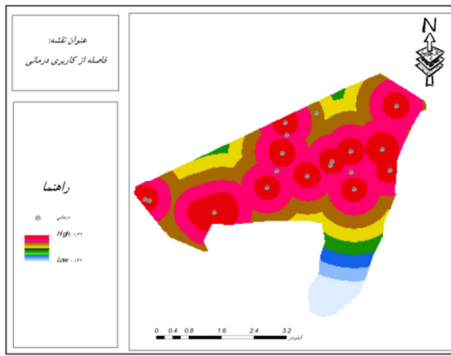 عنوان نقشه:
فاصله از کاربری درمانی
N
راهنما
درمانی
High:
Low:
0 0.4 0.8 1.6 2.4 3.2
کیلومتر